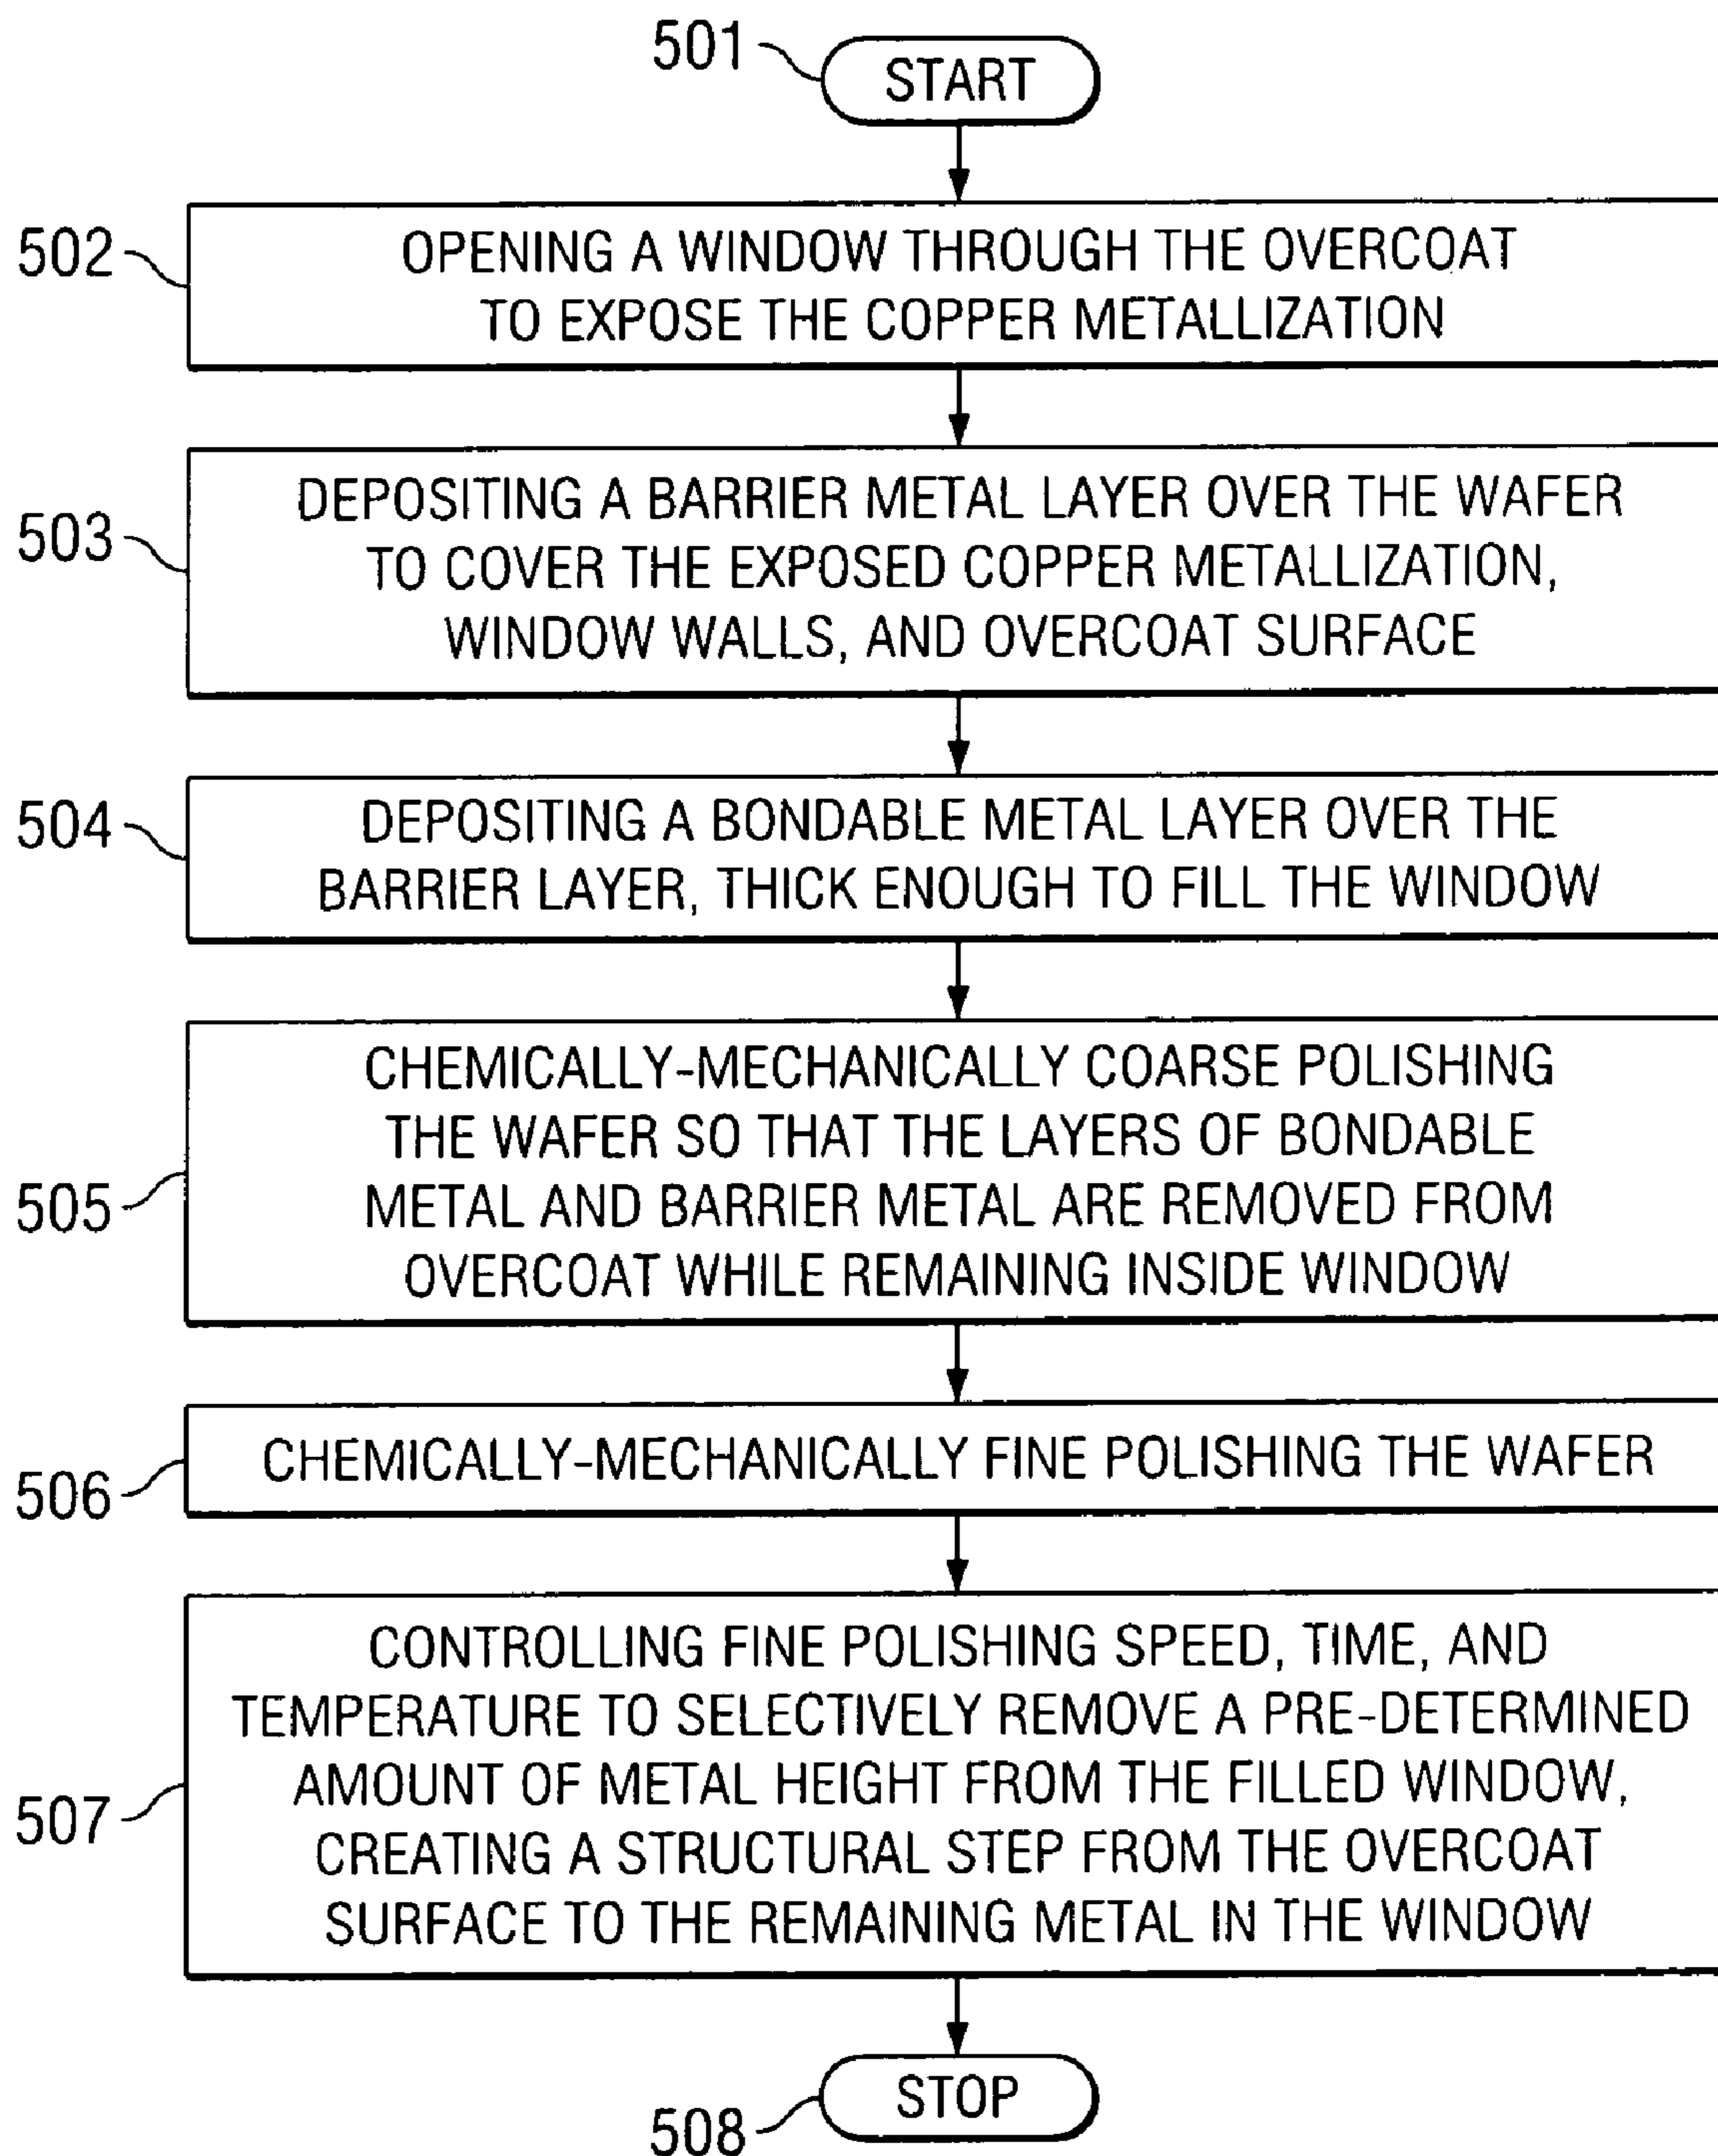 501
START
502
OPENING A WINDOW THROUGH THE OVERCOAT
TO EXPOSE THE COPPER METALLIZATION
503
DEPOSITING A BARRIER METAL LAYER OVER THE WAFER
TO COVER THE EXPOSED COPPER METALLIZATION,
WINDOW WALLS, AND OVERCOAT SURFACE
504
DEPOSITING A BONDABLE METAL LAYER OVER THE
BARRIER LAYER, THICK ENOUGH TO FILL THE WINDOW
505
CHEMICALLY-MECHANICALLY COARSE POLISHING
THE WAFER SO THAT THE LAYERS OF BONDABLE
METAL AND BARRIER METAL ARE REMOVED FROM
OVERCOAT WHILE REMAINING INSIDE WINDOW
506
CHEMICALLY-MECHANICALLY FINE POLISHING THE WAFER
507
CONTROLLING FINE POLISHING SPEED, TIME, AND
TEMPERATURE TO SELECTIVELY REMOVE A PRE-DETERMINED
AMOUNT OF METAL HEIGHT FROM THE FILLED WINDOW,
CREATING A STRUCTURAL STEP FROM THE OVERCOAT
SURFACE TO THE REMAINING METAL IN THE WINDOW
508
STOP